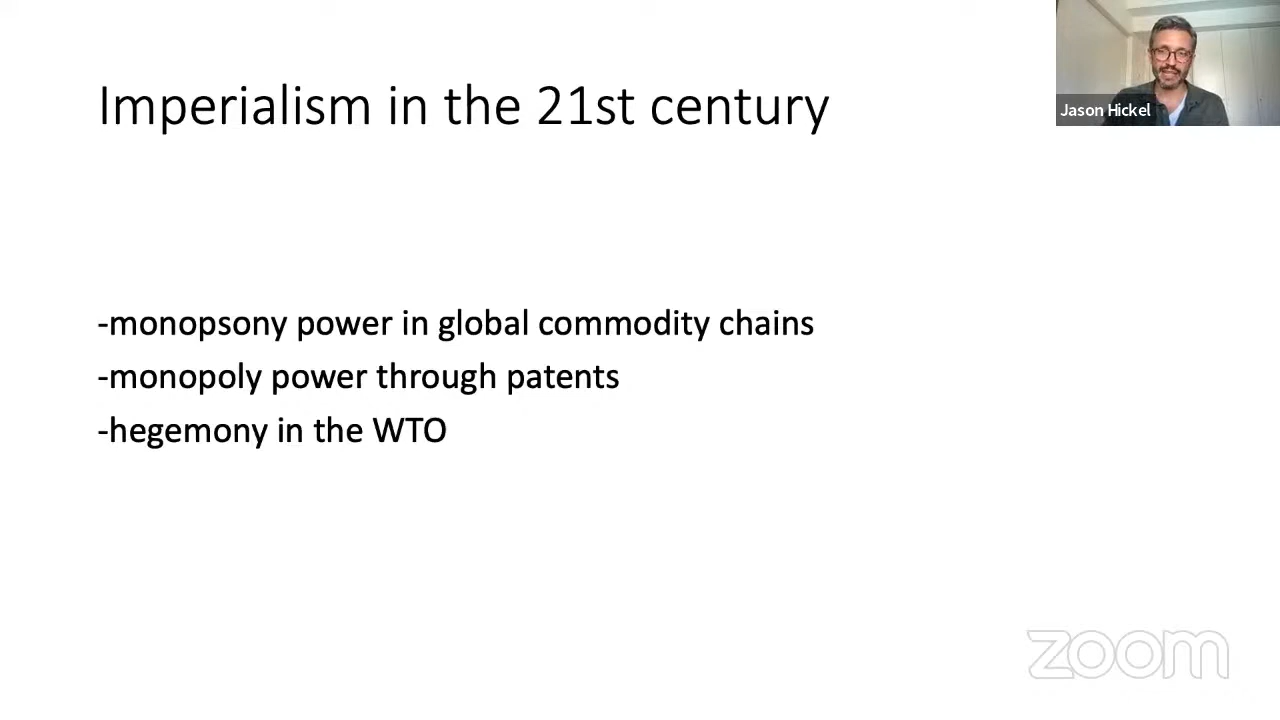 Imperialism in the 21st century
Jason Hickel
-monopsony power in global commodity chains
-monopoly power through patents
-hegemony in the WTO
zoom